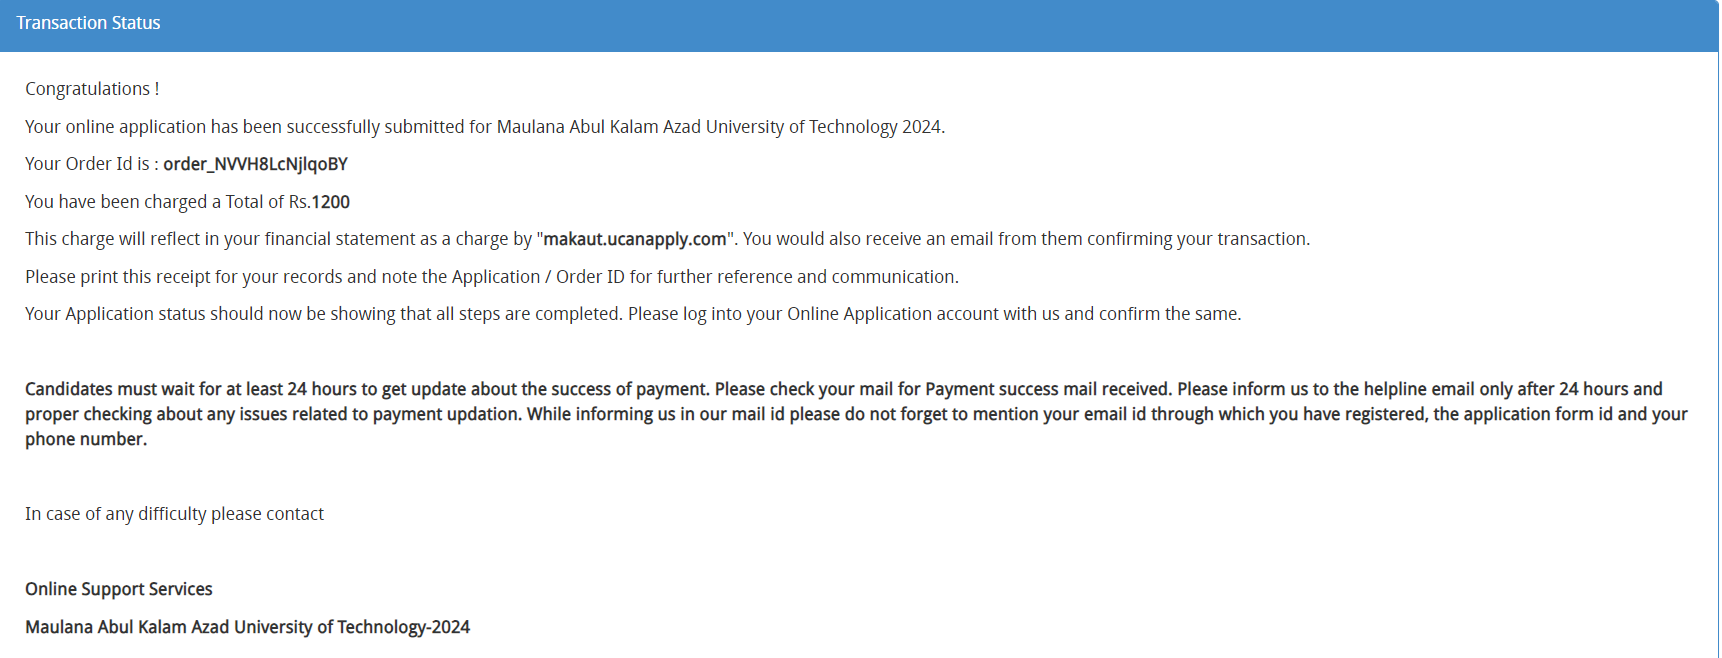 Transaction Status
Congratulations !
Your online application has been successfully submitted for Maulana Abul Kalam Azad University of Technology 2024.
Your Order Id is : order_NVVH8LcNjlqoBY
You have been charged a Total of Rs.1200
This charge will reflect in your financial statement as a charge by "makaut.ucanapply.com". You would also receive an email from them confirming your transaction.
Please print this receipt for your records and note the Application / Order ID for further reference and communication.
Your Application status should now be showing that all steps are completed. Please log into your Online Application account with us and confirm the same.
Candidates must wait for at least 24 hours to get update about the success of payment. Please check your mail for Payment success mail received. Please inform us to the helpline email only after 24 hours and
proper checking about any issues related to payment updation. While informing us in our mail id please do not forget to mention your email id through which you have registered, the application form id and your
phone number.
In case of any difficulty please contact
Online Support Services
Maulana Abul Kalam Azad University of Technology-2024